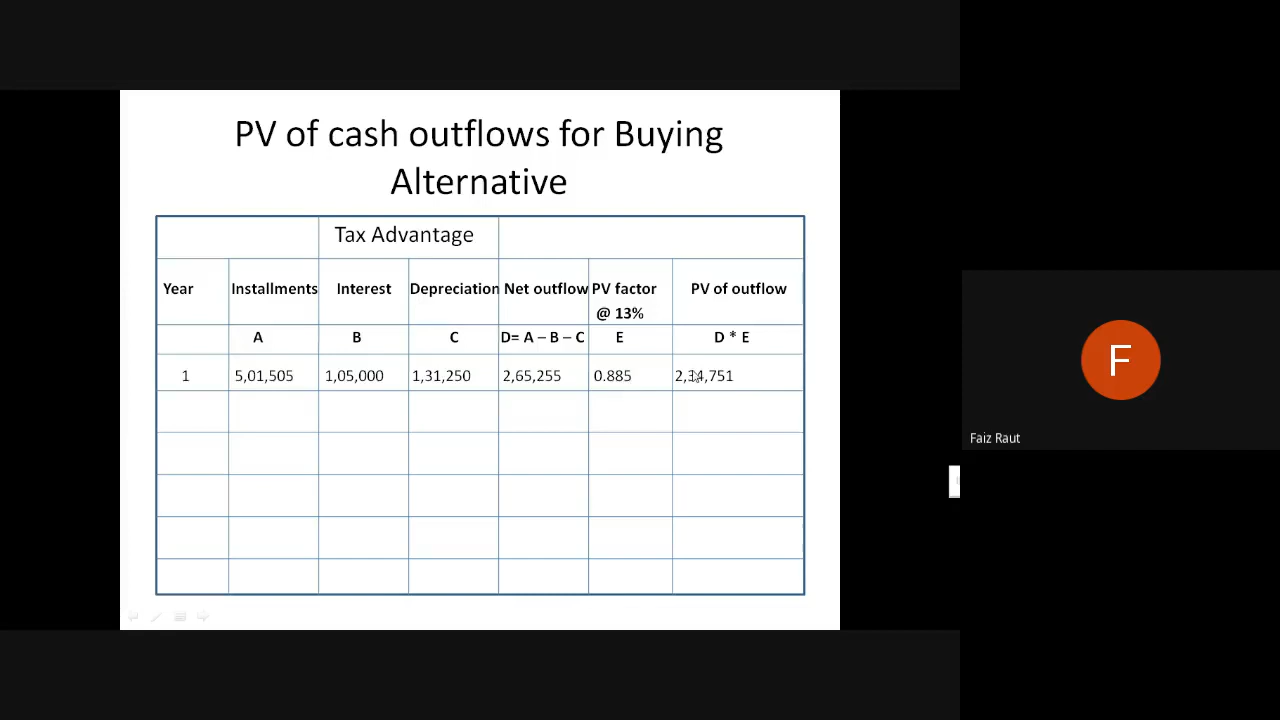 PV of cash outflows for Buying
Alternative
Tax Advantage
Year Installments Interest Depreciation Net outflow PV factor @ 13% PV of outflow
A B C D= A – B – C E D * E
1 5,01,505 1,05,000 1,31,250 2,65,255 0.885 2,34,751
F
Faiz Raut